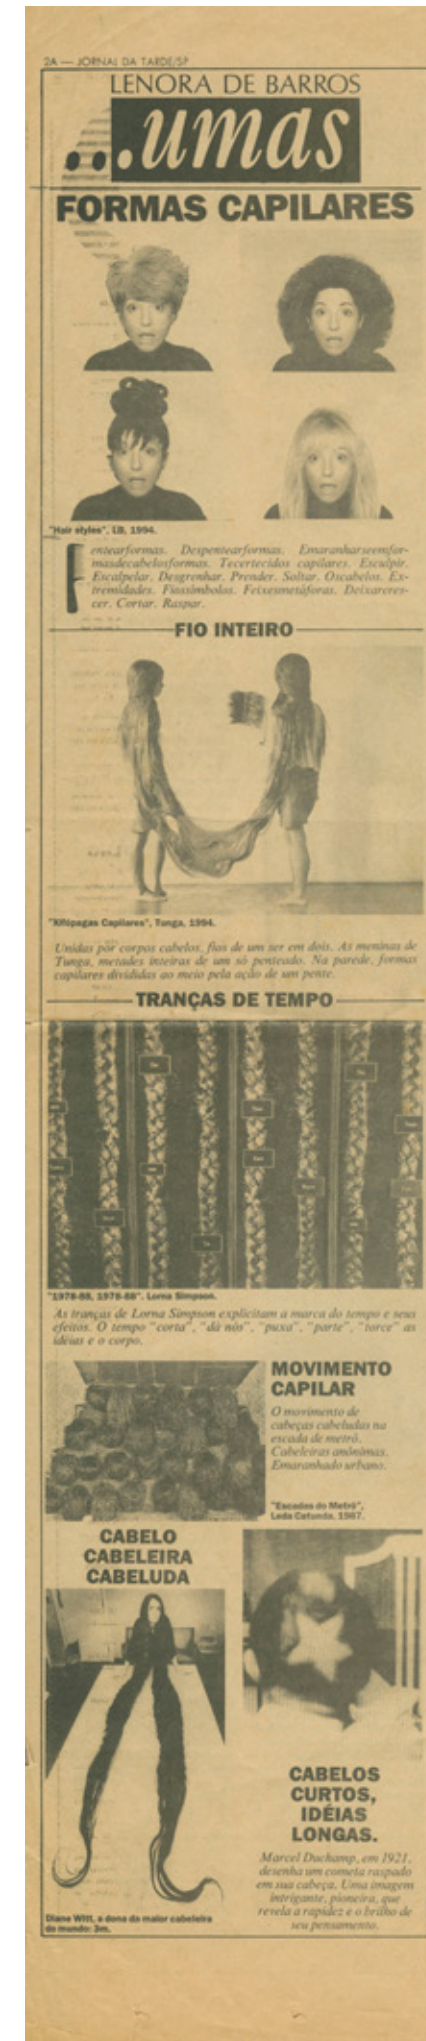 2A — JORNAL DA TARDE/SP
LENORA DE BARROS
...umas
FORMAS CAPILARES
"Hair styles", LB, 1994.
entearformas. Despentearformas. Emaranharseemfor-
masdecabelosformas. Tecertecidos capilares. Esculpir.
Escalpelar. Desgrenhar. Prender. Soltar. Oscabelos. Ex-
tremidades. Fiossímbolos. Feixesmetáforas. Deixarcres-
cer. Cortar. Raspar.
FIO INTEIRO
"Xifópagas Capilares", Tunga, 1994.
Unidas por corpos cabelos, fios de um ser em dois. As meninas de
Tunga, metades inteiras de um só penteado. Na parede, formas
capilares divididas ao meio pela ação de um pente.
TRANÇAS DE TEMPO
"1978-88, 1978-88". Lorna Simpson.
As tranças de Lorna Simpson explicitam a marca do tempo e seus
efeitos. O tempo "corta", "dá nós", "puxa", "parte", "torce" as
idéias e o corpo.
MOVIMENTO
CAPILAR
O movimento de
cabeças cabeludas na
escada de metrô.
Cabeleiras anônimas.
Emaranhado urbano.
"Escadas do Metrô",
Leda Catunda. 1987.
CABELO
CABELEIRA
CABELUDA
Diane Witt, a dona da maior cabeleira
do mundo: 3m.
CABELOS
CURTOS,
IDÉIAS
LONGAS.
Marcel Duchamp, em 1921,
desenha um cometa raspado
em sua cabeça. Uma imagem
intrigante, pioneira, que
revela a rapidez e o brilho de
seu pensamento.